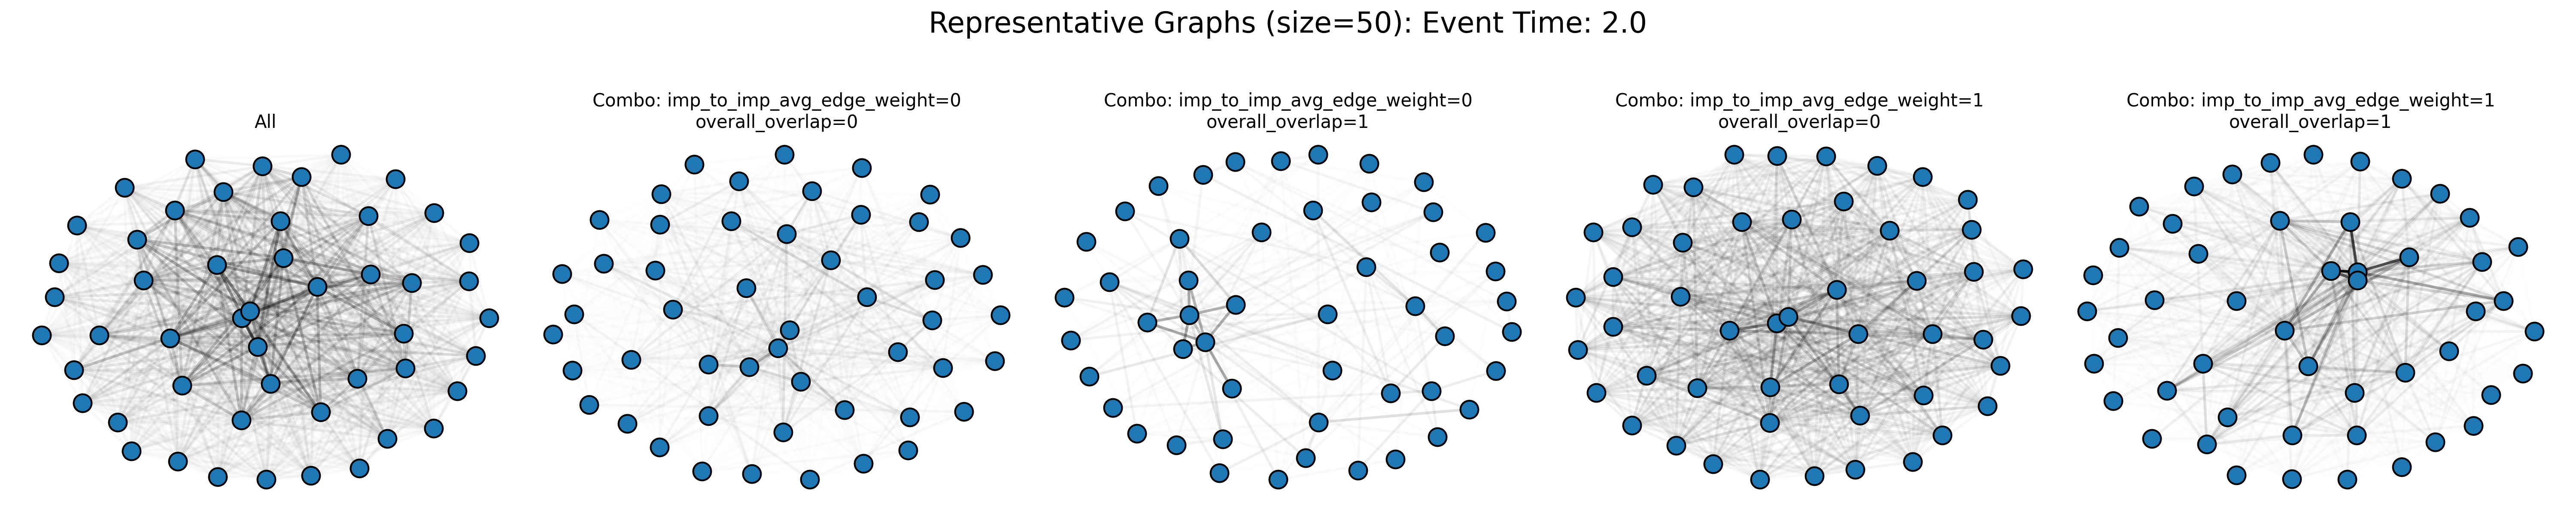 Representative Graphs (size=50): Event Time: 2.0
All
Combo: imp_to_imp_avg_edge_weight=0
overall_overlap=0
Combo: imp_to_imp_avg_edge_weight=0
overall_overlap=1
Combo: imp_to_imp_avg_edge_weight=1
overall_overlap=0
Combo: imp_to_imp_avg_edge_weight=1
overall_overlap=1